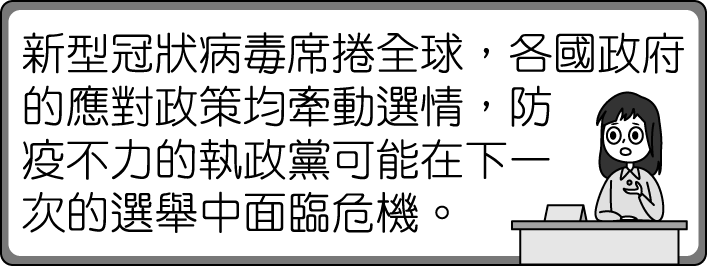 新型冠狀病毒席捲全球，各國政府
的應對政策均牽動選情，防
疫不力的執政黨可能在下一
次的選舉中面臨危機。